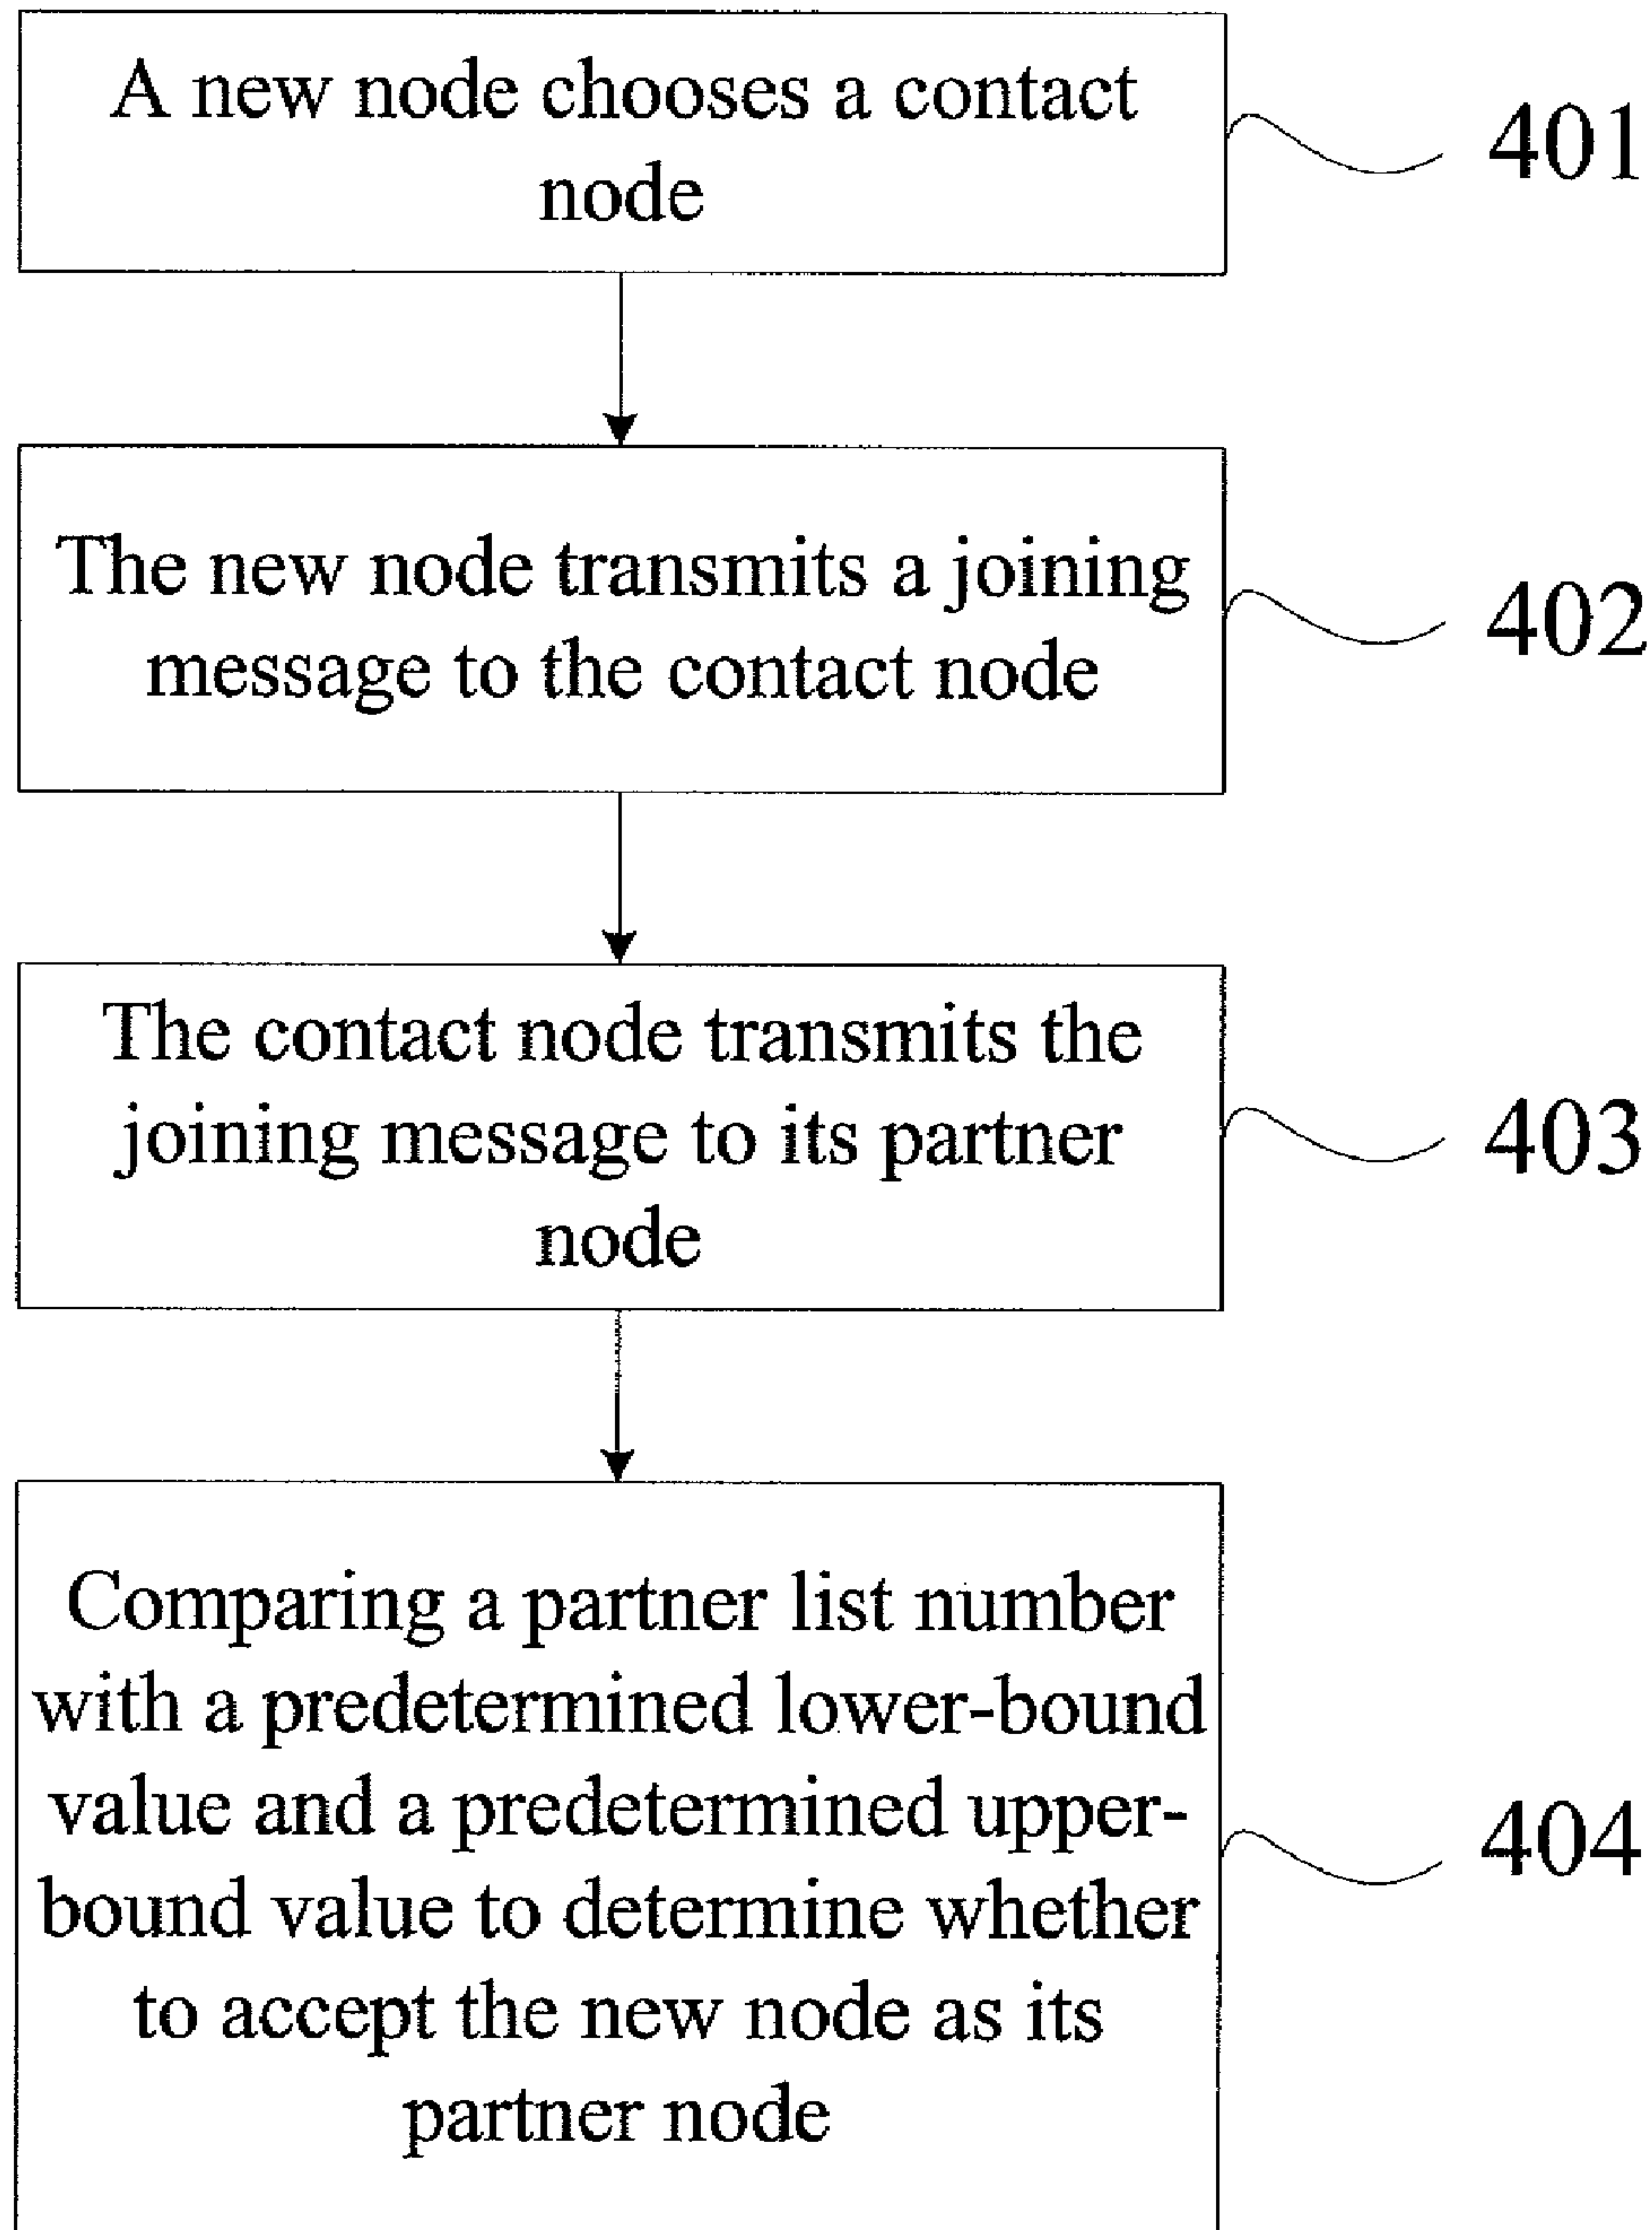 A new node chooses a contact
node
401
The new node transmits a joining
message to the contact node
402
The contact node transmits the
joining message to its partner
node
403
Comparing a partner list number
with a predetermined lower-bound
value and a predetermined upper-
bound value to determine whether
to accept the new node as its
partner node
404